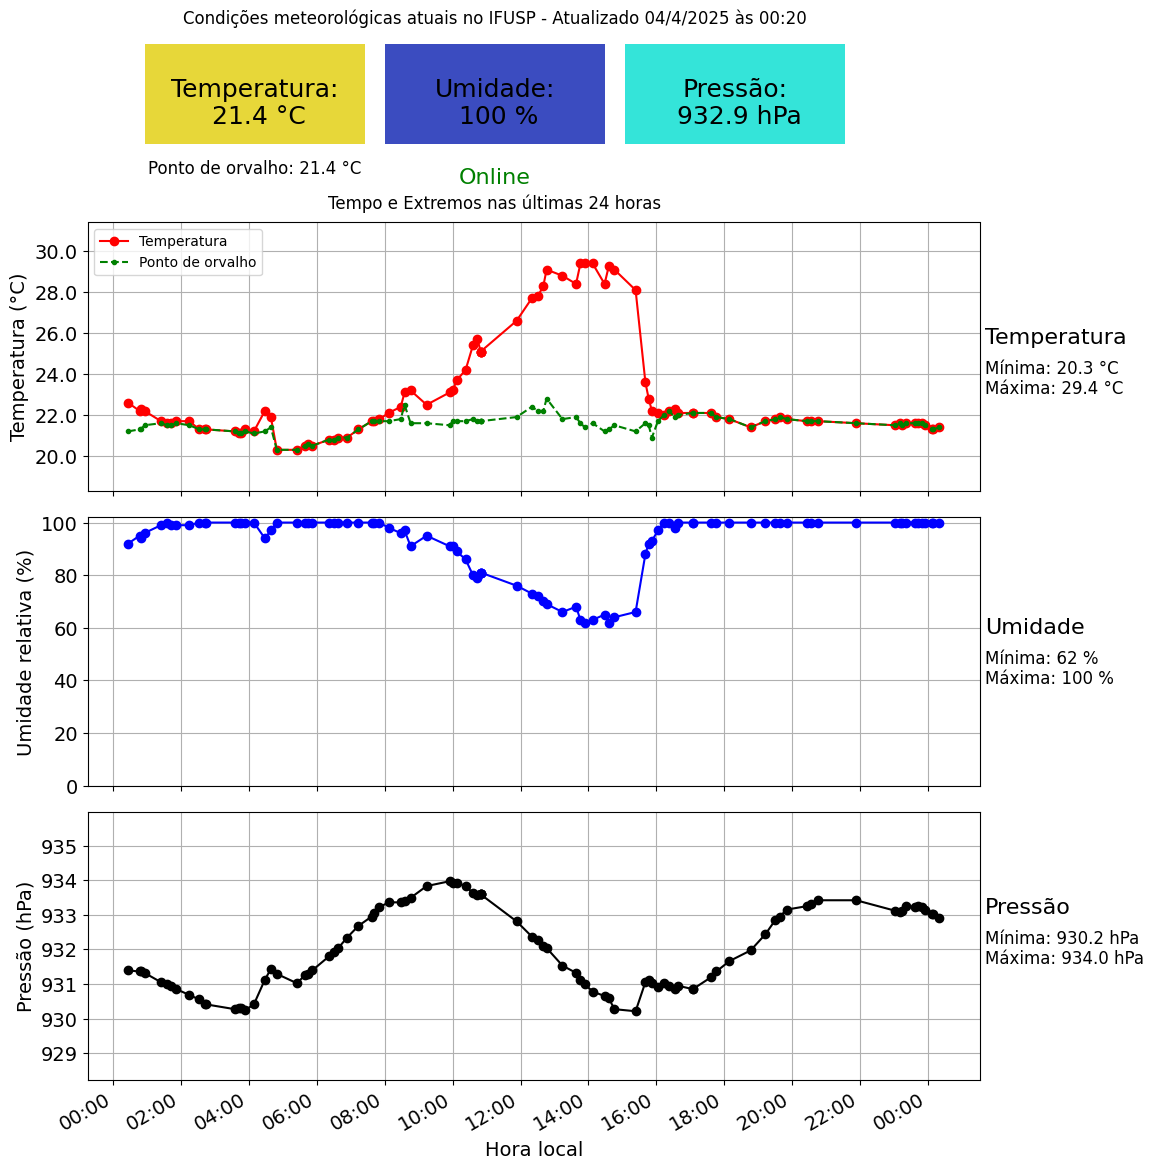 Condições meteorológicas atuais no IFUSP - Atualizado 04/4/2025 às 00:20
Temperatura:
21.4 °C
Umidade:
100 %
Pressão:
932.9 hPa
Ponto de orvalho: 21.4 °C
Online
Tempo e Extremos nas últimas 24 horas
Temperatura (°C)
30.0
28.0
26.0
24.0
22.0
20.0
Temperatura
Ponto de orvalho
Temperatura
Mínima: 20.3 °C
Máxima: 29.4 °C
Umidade relativa (%)
100
80
60
40
20
0
Umidade
Mínima: 62 %
Máxima: 100 %
Pressão (hPa)
935
934
933
932
931
930
929
Pressão
Mínima: 930.2 hPa
Máxima: 934.0 hPa
00:00
02:00
04:00
06:00
08:00
10:00
12:00
14:00
16:00
18:00
20:00
22:00
00:00
Hora local